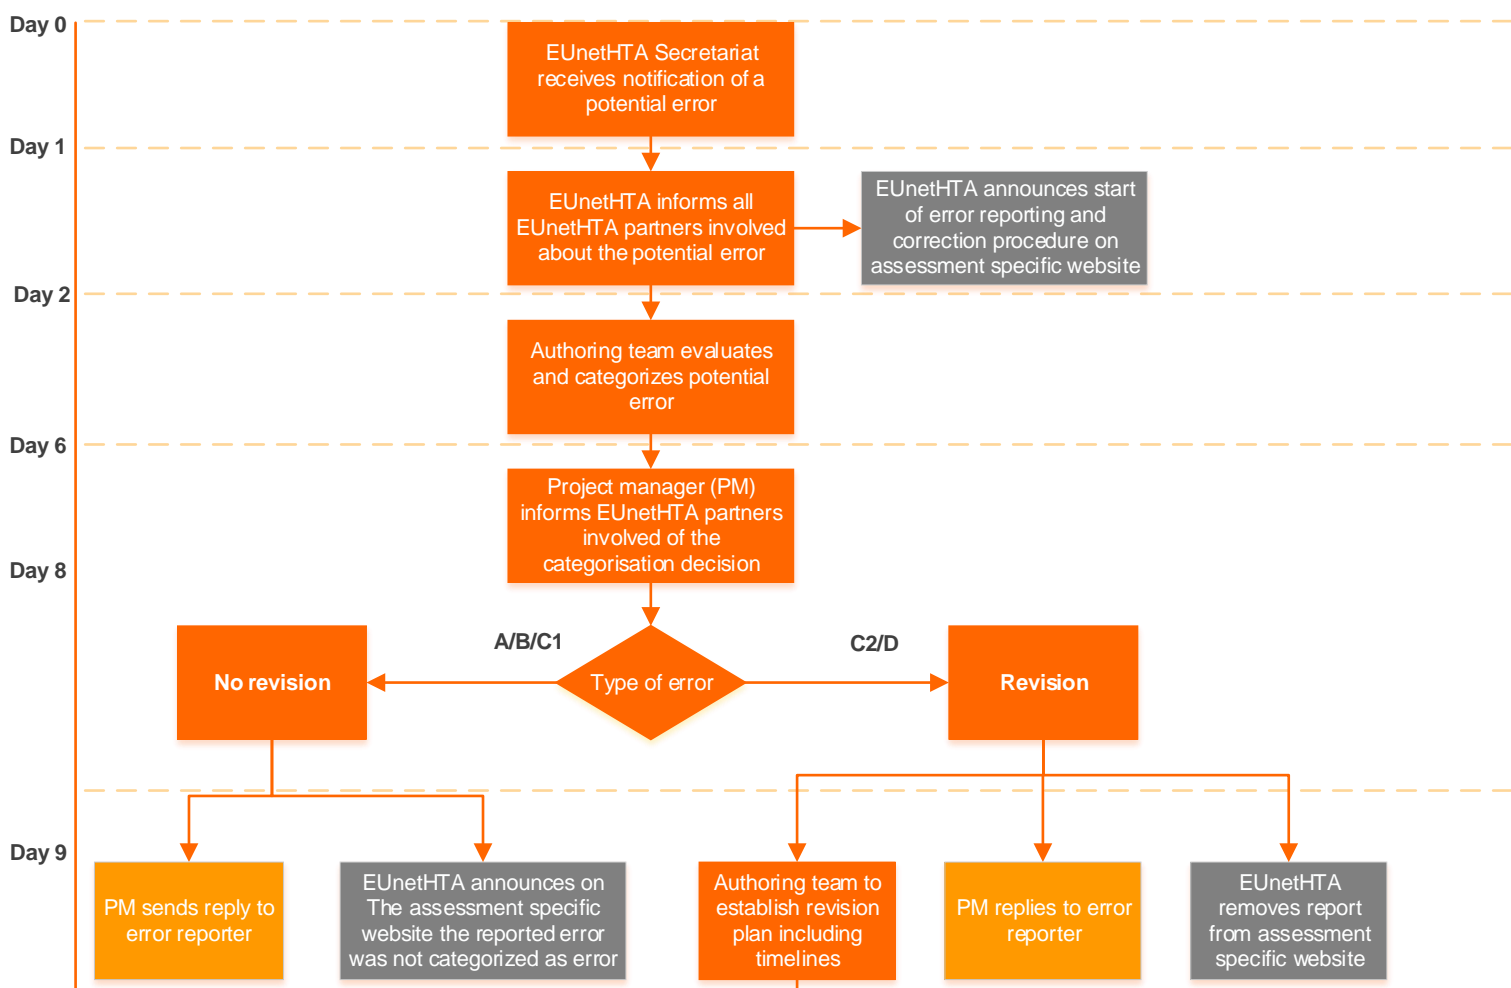 Day 0
EUnetHTA Secretariat
receives notification of a
potential error
Day 1
EUnetHTA informs all
EUnetHTA partners involved
about the potential error
EUnetHTA announces start
of error reporting and
correction procedure on
assessment specific website
Day 2
Authoring team evaluates
and categorizes potential
error
Day 6
Project manager (PM)
informs EUnetHTA partners
involved of the
categorisation decision
Day 8
A/B/C1
C2/D
No revision
Type of error
Revision
Day 9
PM sends reply to
error reporter
EUnetHTA announces on
The assessment specific
website the reported error
was not categorized as error
Authoring team to
establish revision
plan including
timelines
PM replies to error
reporter
EUnetHTA
removes report
from assessment
specific website